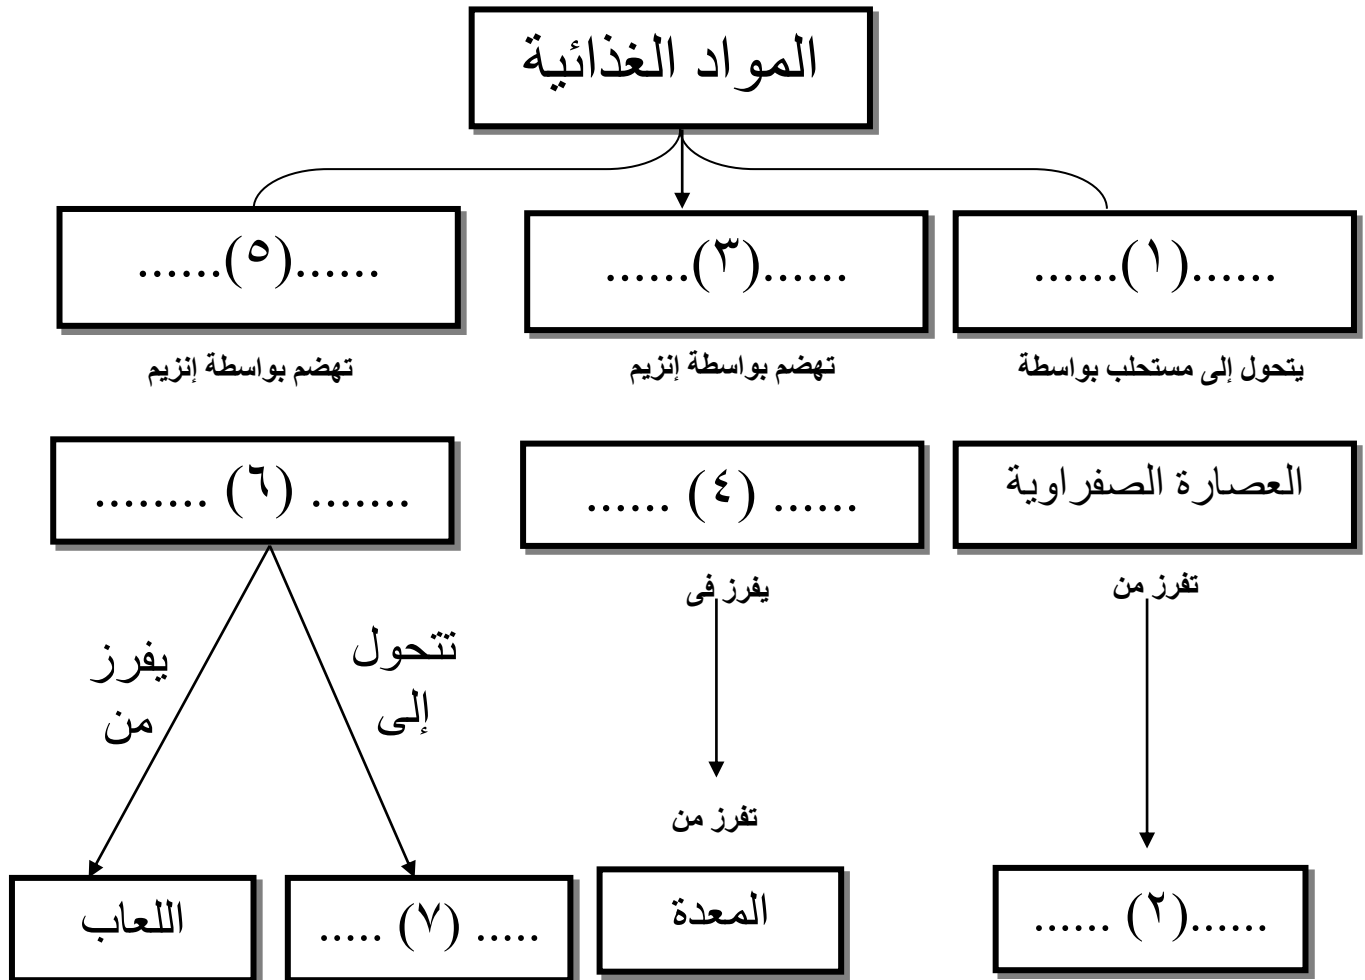 المواد الغذائية
......(١)......
......(٣)......
......(٥)......
يتحول إلى مستحلب بواسطة
تهضم بواسطة إنزيم
تهضم بواسطة إنزيم
العصارة الصفراوية
...... (٤) ......
....... (٦) ........
تفرز من
يفرز فى
تتحول
إلى
يفرز
من
تفرز من
......(٢) ......
المعدة
..... (٧) .....
اللعاب